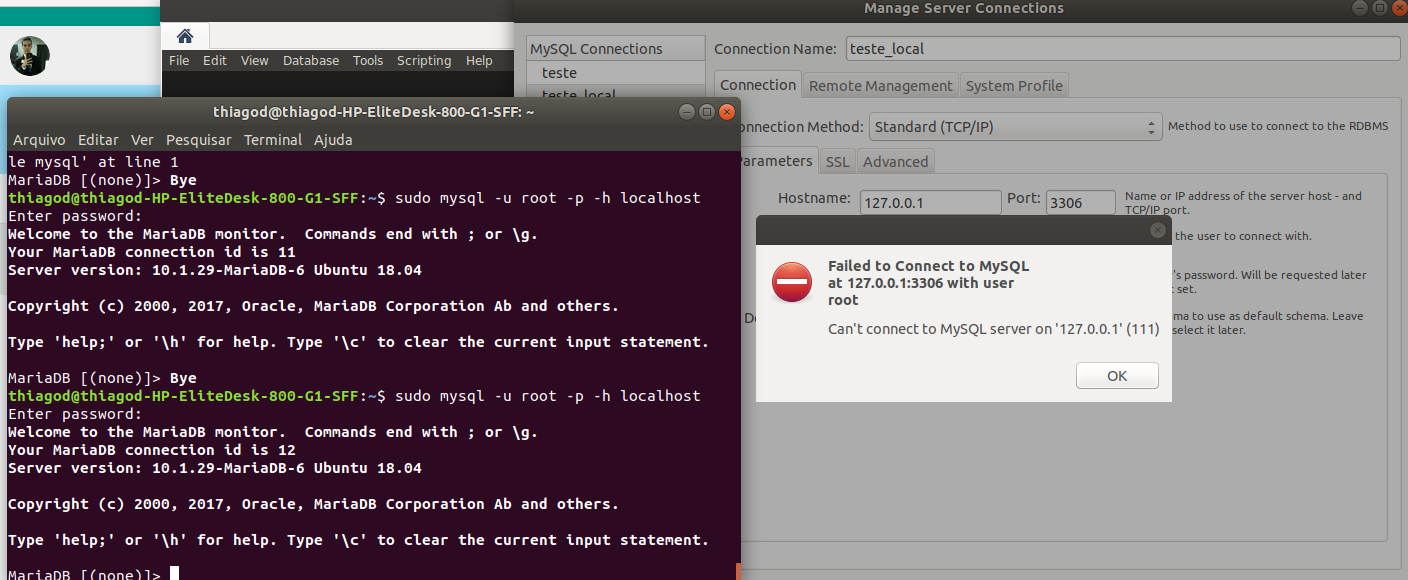 Manage Server Connections
File Edit View Database Tools Scripting Help
MySQL Connections
teste
teste_local
Connection Name: teste_local
Connection Remote Management System Profile
onnection Method: Standard (TCP/IP) Method to use to connect to the RDBMS
arameters SSL Advanced
Hostname: 127.0.0.1 Port: 3306 Name or IP address of the server host - and
TCP/IP port.
the user to connect with.
's password. Will be requested later
set.
ma to use as default schema. Leave
select it later.
Failed to Connect to MySQL
at 127.0.0.1:3306 with user
root
Can't connect to MySQL server on '127.0.0.1' (111)
OK
thiagod@thiagod-HP-EliteDesk-800-G1-SFF: ~
Arquivo Editar Ver Pesquisar Terminal Ajuda
le mysql' at line 1
MariaDB [(none)]> Bye
thiagod@thiagod-HP-EliteDesk-800-G1-SFF:~$ sudo mysql -u root -p -h localhost
Enter password:
Welcome to the MariaDB monitor.  Commands end with ; or \g.
Your MariaDB connection id is 11
Server version: 10.1.29-MariaDB-6 Ubuntu 18.04
Copyright (c) 2000, 2017, Oracle, MariaDB Corporation Ab and others.
Type 'help;' or '\h' for help. Type '\c' to clear the current input statement.
MariaDB [(none)]> Bye
thiagod@thiagod-HP-EliteDesk-800-G1-SFF:~$ sudo mysql -u root -p -h localhost
Enter password:
Welcome to the MariaDB monitor.  Commands end with ; or \g.
Your MariaDB connection id is 12
Server version: 10.1.29-MariaDB-6 Ubuntu 18.04
Copyright (c) 2000, 2017, Oracle, MariaDB Corporation Ab and others.
Type 'help;' or '\h' for help. Type '\c' to clear the current input statement.
MariaDB [(none)]>